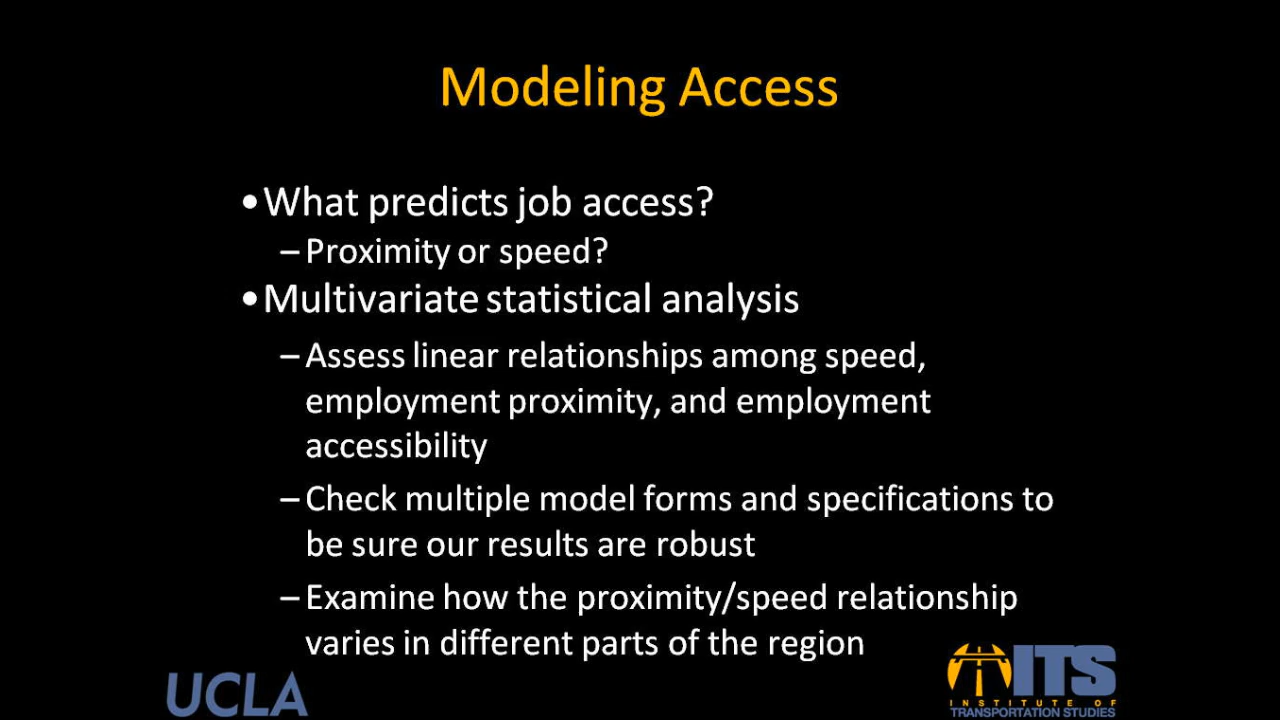 Modeling Access
•What predicts job access?
–Proximity or speed?
•Multivariate statistical analysis
–Assess linear relationships among speed,
employment proximity, and employment
accessibility
–Check multiple model forms and specifications to
be sure our results are robust
–Examine how the proximity/speed relationship
varies in different parts of the region
UCLA
ITS
INSTITUTE OF
TRANSPORTATION STUDIES